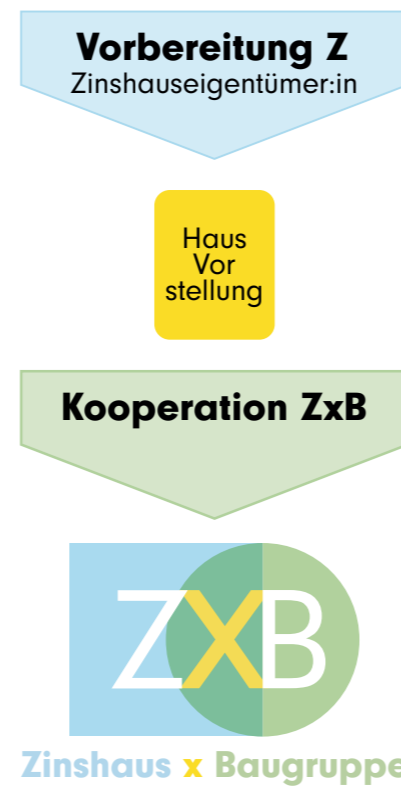 Vorbereitung Z
Zinshauseigentümer:in
Haus
Vor
stellung
Kooperation ZxB
ZXB
Zinshaus x Baugruppe